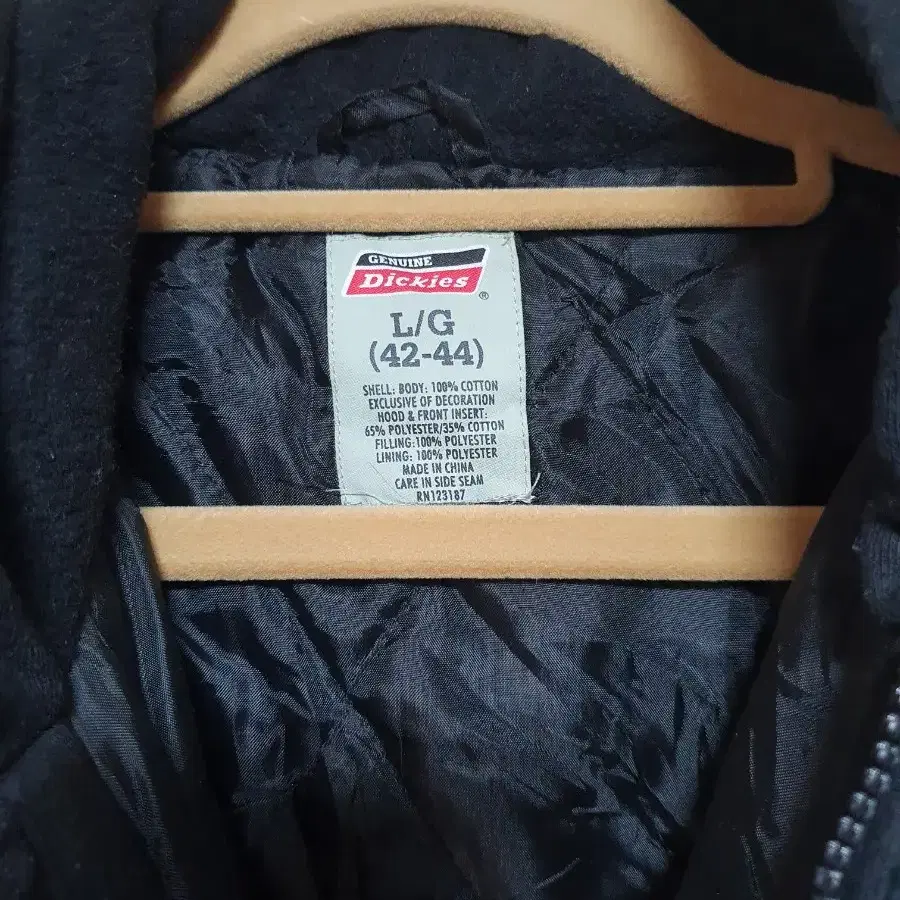 GENUINE
Dickies
®
L/G
(42-44)
SHELL: BODY: 100% COTTON
EXCLUSIVE OF DECORATION
HOOD & FRONT INSERT:
65% POLYESTER/35% COTTON
FILLING:100% POLYESTER
LINING: 100% POLYESTER
MADE IN CHINA
CARE IN SIDE SEAM
RN123187